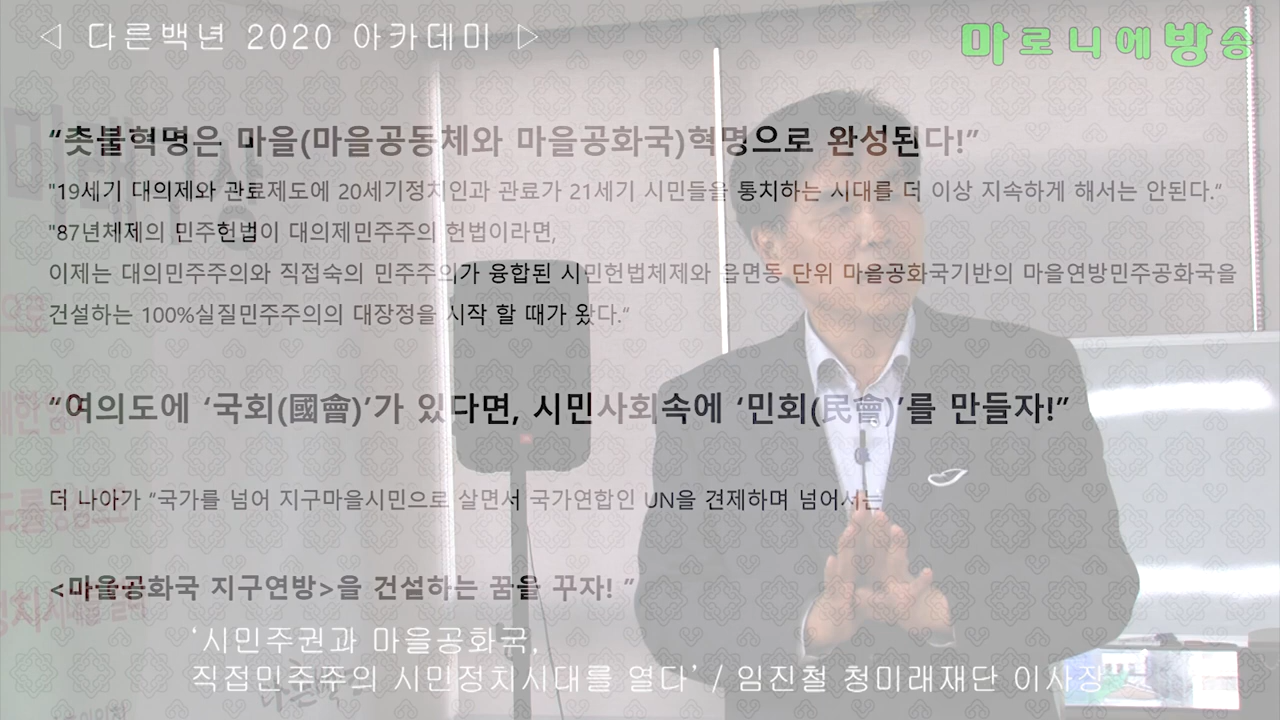 ◁ 다른백년 2020 아카데미 ▷
마로니에방송
“촛불혁명은 마을(마을공동체와 마을공화국)혁명으로 완성된다!”
"19세기 대의제와 관료제도에 20세기정치인과 관료가 21세기 시민들을 통치하는 시대를 더 이상 지속하게 해서는 안된다.“
"87년체제의 민주헌법이 대의제민주주의 헌법이라면,
이제는 대의민주주의와 직접숙의 민주주의가 융합된 시민헌법체제와 읍면동 단위 마을공화국기반의 마을연방민주공화국을
건설하는 100%실질민주주의의 대장정을 시작 할 때가 왔다.“
“여의도에 ‘국회(國會)’가 있다면, 시민사회속에 ‘민회(民會)’를 만들자!”
더 나아가 “국가를 넘어 지구마을시민으로 살면서 국가연합인 UN을 견제하며 넘어서는
<마을공화국 지구연방>을 건설하는 꿈을 꾸자! ”
‘시민주권과 마을공화국,
직접민주주의 시민정치시대를 열다’ / 임진철 청미래재단 이사장